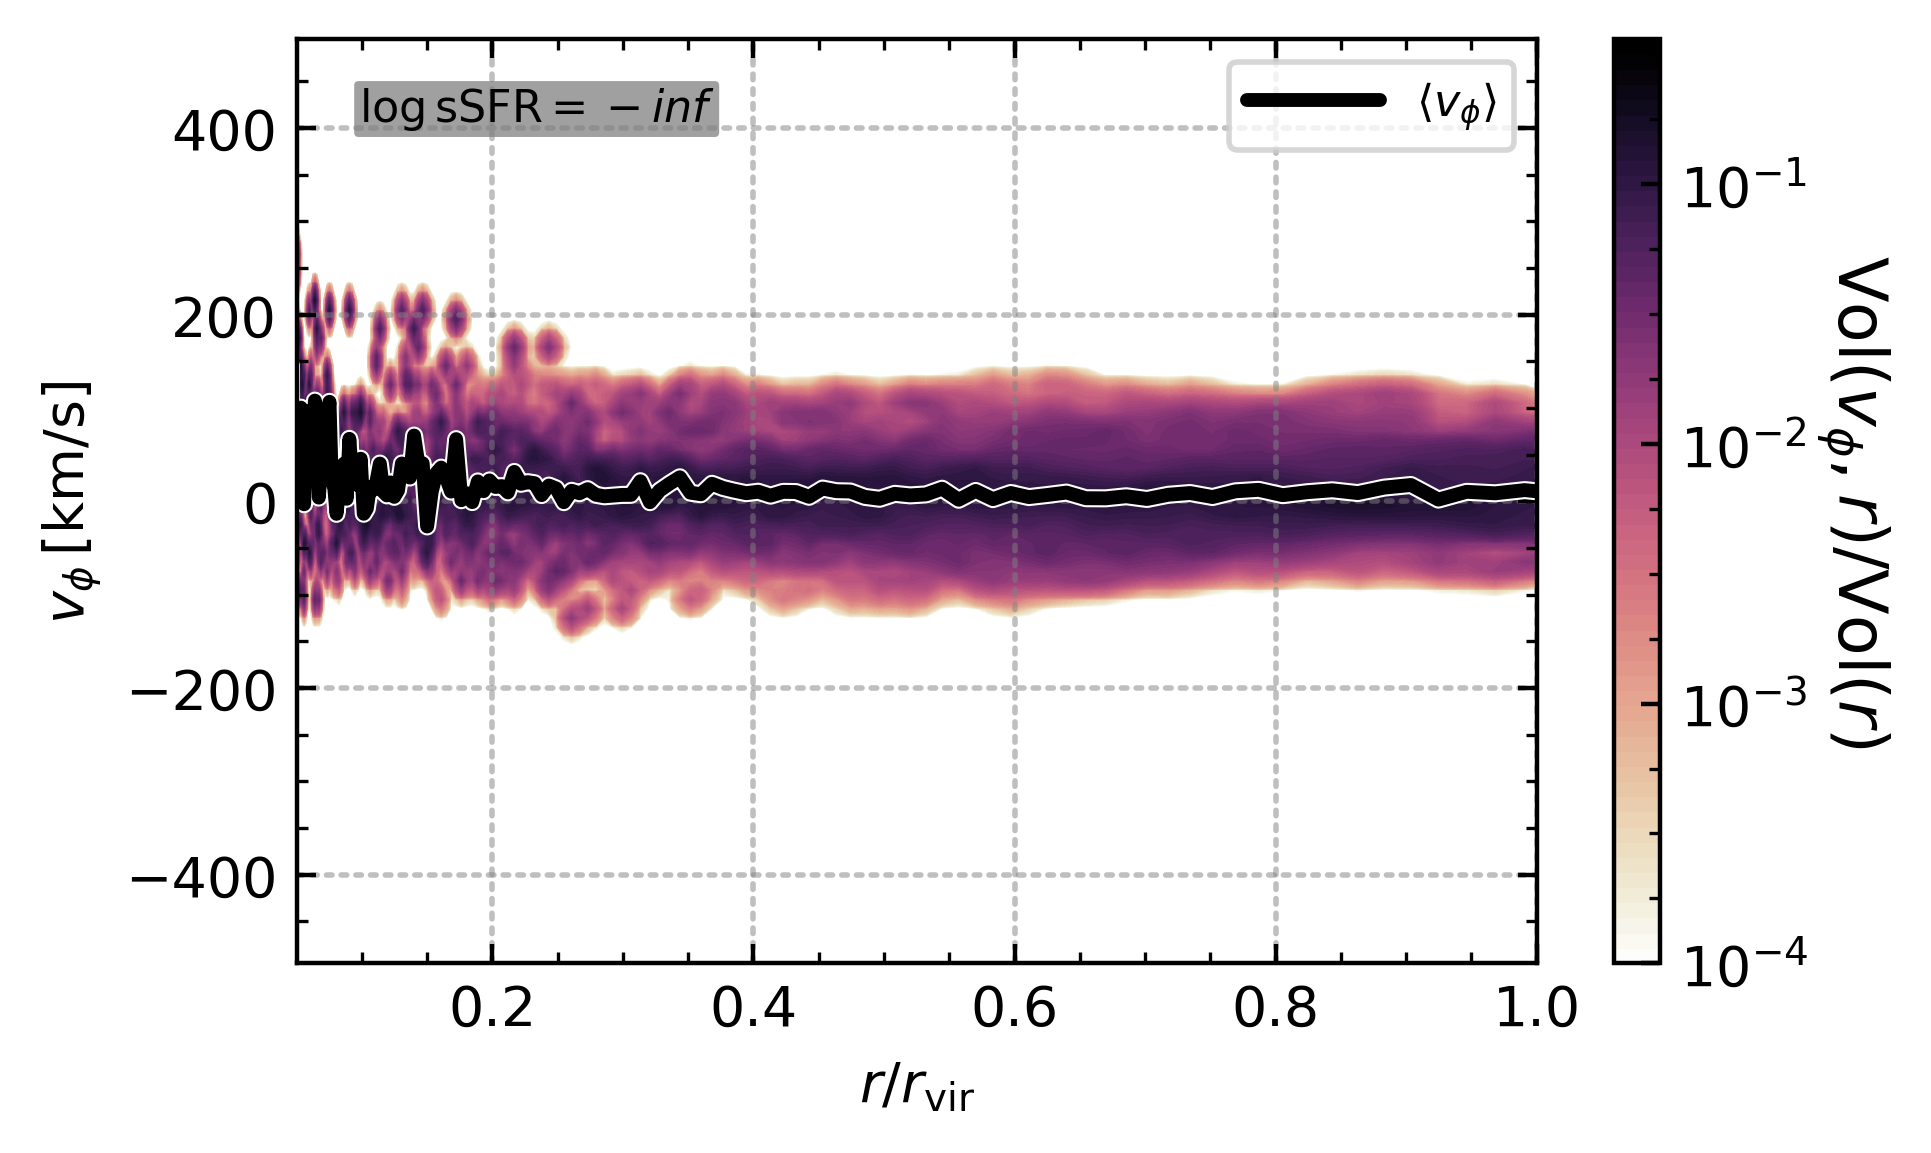 log sSFR = −inf
⟨v_ϕ⟩
400
200
0
−200
−400
v_ϕ [km/s]
0.2 0.4 0.6 0.8 1.0
r/r_vir
10⁻¹
10⁻²
10⁻³
10⁻⁴
Vol(v_ϕ, r)/Vol(r)